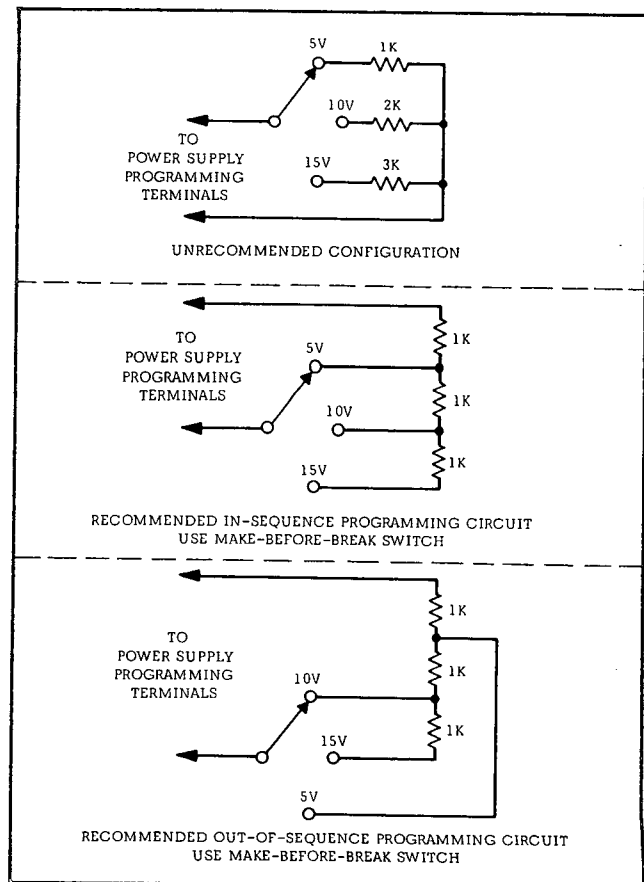 5V
1K
10V
2K
15V
3K
TO
POWER SUPPLY
PROGRAMMING
TERMINALS
UNRECOMMENDED CONFIGURATION
TO
POWER SUPPLY
PROGRAMMING
TERMINALS
1K
5V
1K
10V
1K
15V
RECOMMENDED IN-SEQUENCE PROGRAMMING CIRCUIT
USE MAKE-BEFORE-BREAK SWITCH
TO
POWER SUPPLY
PROGRAMMING
TERMINALS
1K
1K
10V
1K
15V
5V
RECOMMENDED OUT-OF-SEQUENCE PROGRAMMING CIRCUIT
USE MAKE-BEFORE-BREAK SWITCH